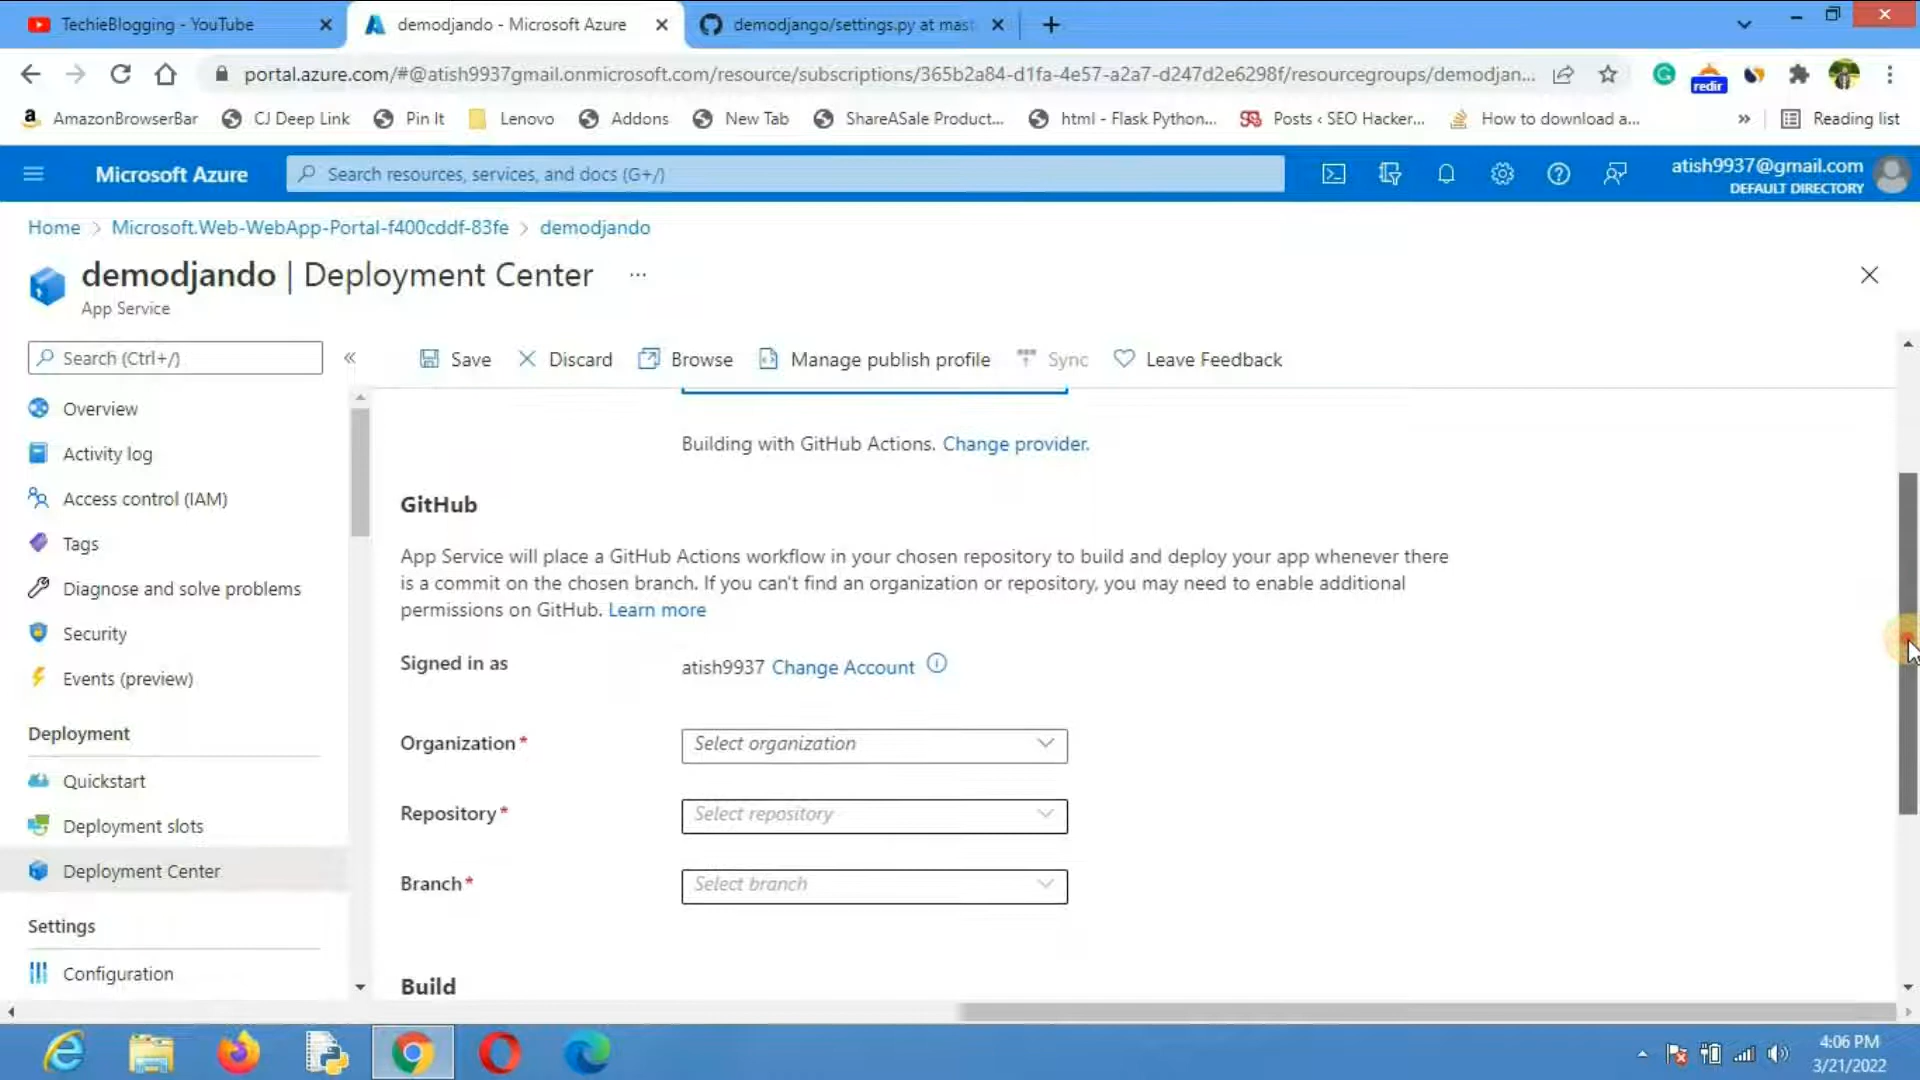 TechieBlogging - YouTube
demodjando - Microsoft Azure
demodjango/settings.py at mast
portal.azure.com/#@atish9937gmail.onmicrosoft.com/resource/subscriptions/365b2a84-d1fa-4e57-a2a7-d247d2e6298f/resourcegroups/demodjan...
redir
AmazonBrowserBar
CJ Deep Link
Pin It
Lenovo
Addons
New Tab
ShareASale Product...
html - Flask Python...
Posts ‹ SEO Hacker...
How to download a...
»
Reading list
Microsoft Azure
Search resources, services, and docs (G+/)
atish9937@gmail.com
DEFAULT DIRECTORY
Home > Microsoft.Web-WebApp-Portal-f400cddf-83fe > demodjando
demodjando | Deployment Center ...
App Service
Search (Ctrl+/)
«
Save
Discard
Browse
Manage publish profile
Sync
Leave Feedback
Overview
Activity log
Access control (IAM)
Tags
Diagnose and solve problems
Security
Events (preview)
Deployment
Quickstart
Deployment slots
Deployment Center
Settings
Configuration
Building with GitHub Actions. Change provider.
GitHub
App Service will place a GitHub Actions workflow in your chosen repository to build and deploy your app whenever there
is a commit on the chosen branch. If you can't find an organization or repository, you may need to enable additional
permissions on GitHub. Learn more
Signed in as
atish9937 Change Account
Organization*
Select organization
Repository*
Select repository
Branch*
Select branch
Build
4:06 PM
3/21/2022